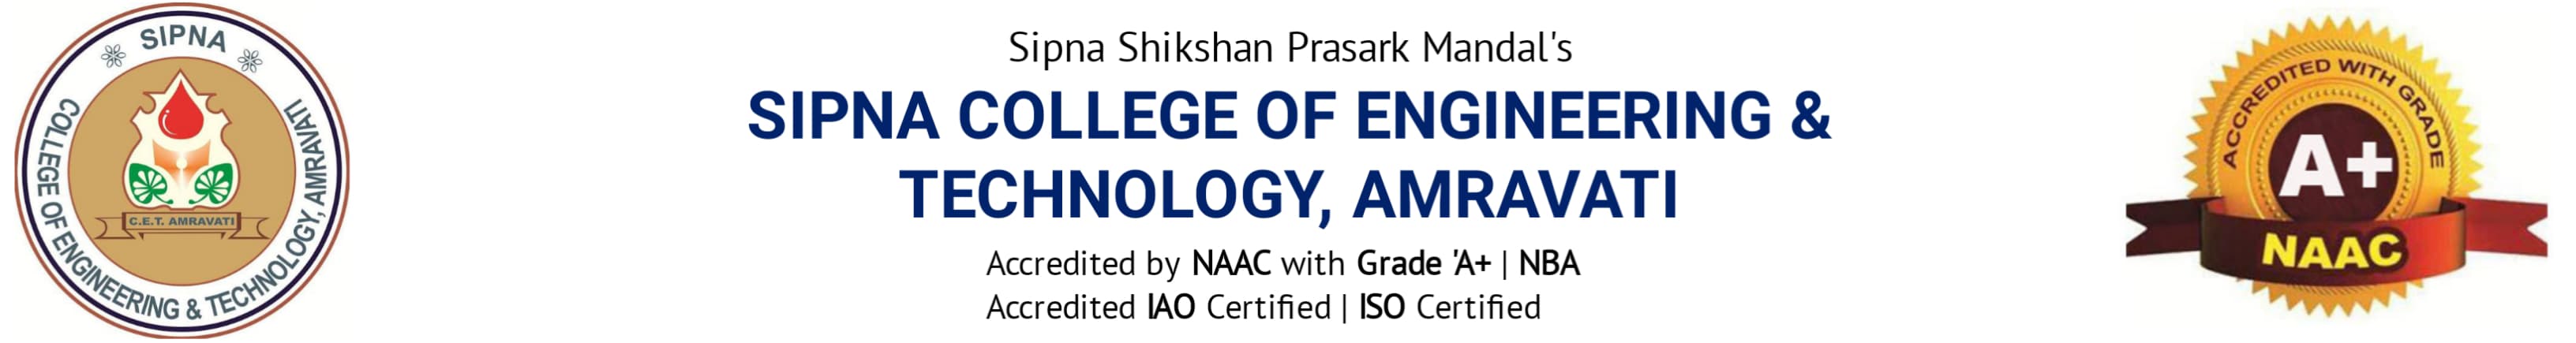 SIPNA
COLLEGE OF ENGINEERING & TECHNOLOGY, AMRAVATI
C.E.T. AMRAVATI
Sipna Shikshan Prasark Mandal's
SIPNA COLLEGE OF ENGINEERING &
TECHNOLOGY, AMRAVATI
Accredited by NAAC with Grade 'A+ | NBA
Accredited IAO Certified | ISO Certified
ACCREDITED WITH GRADE
A+
NAAC